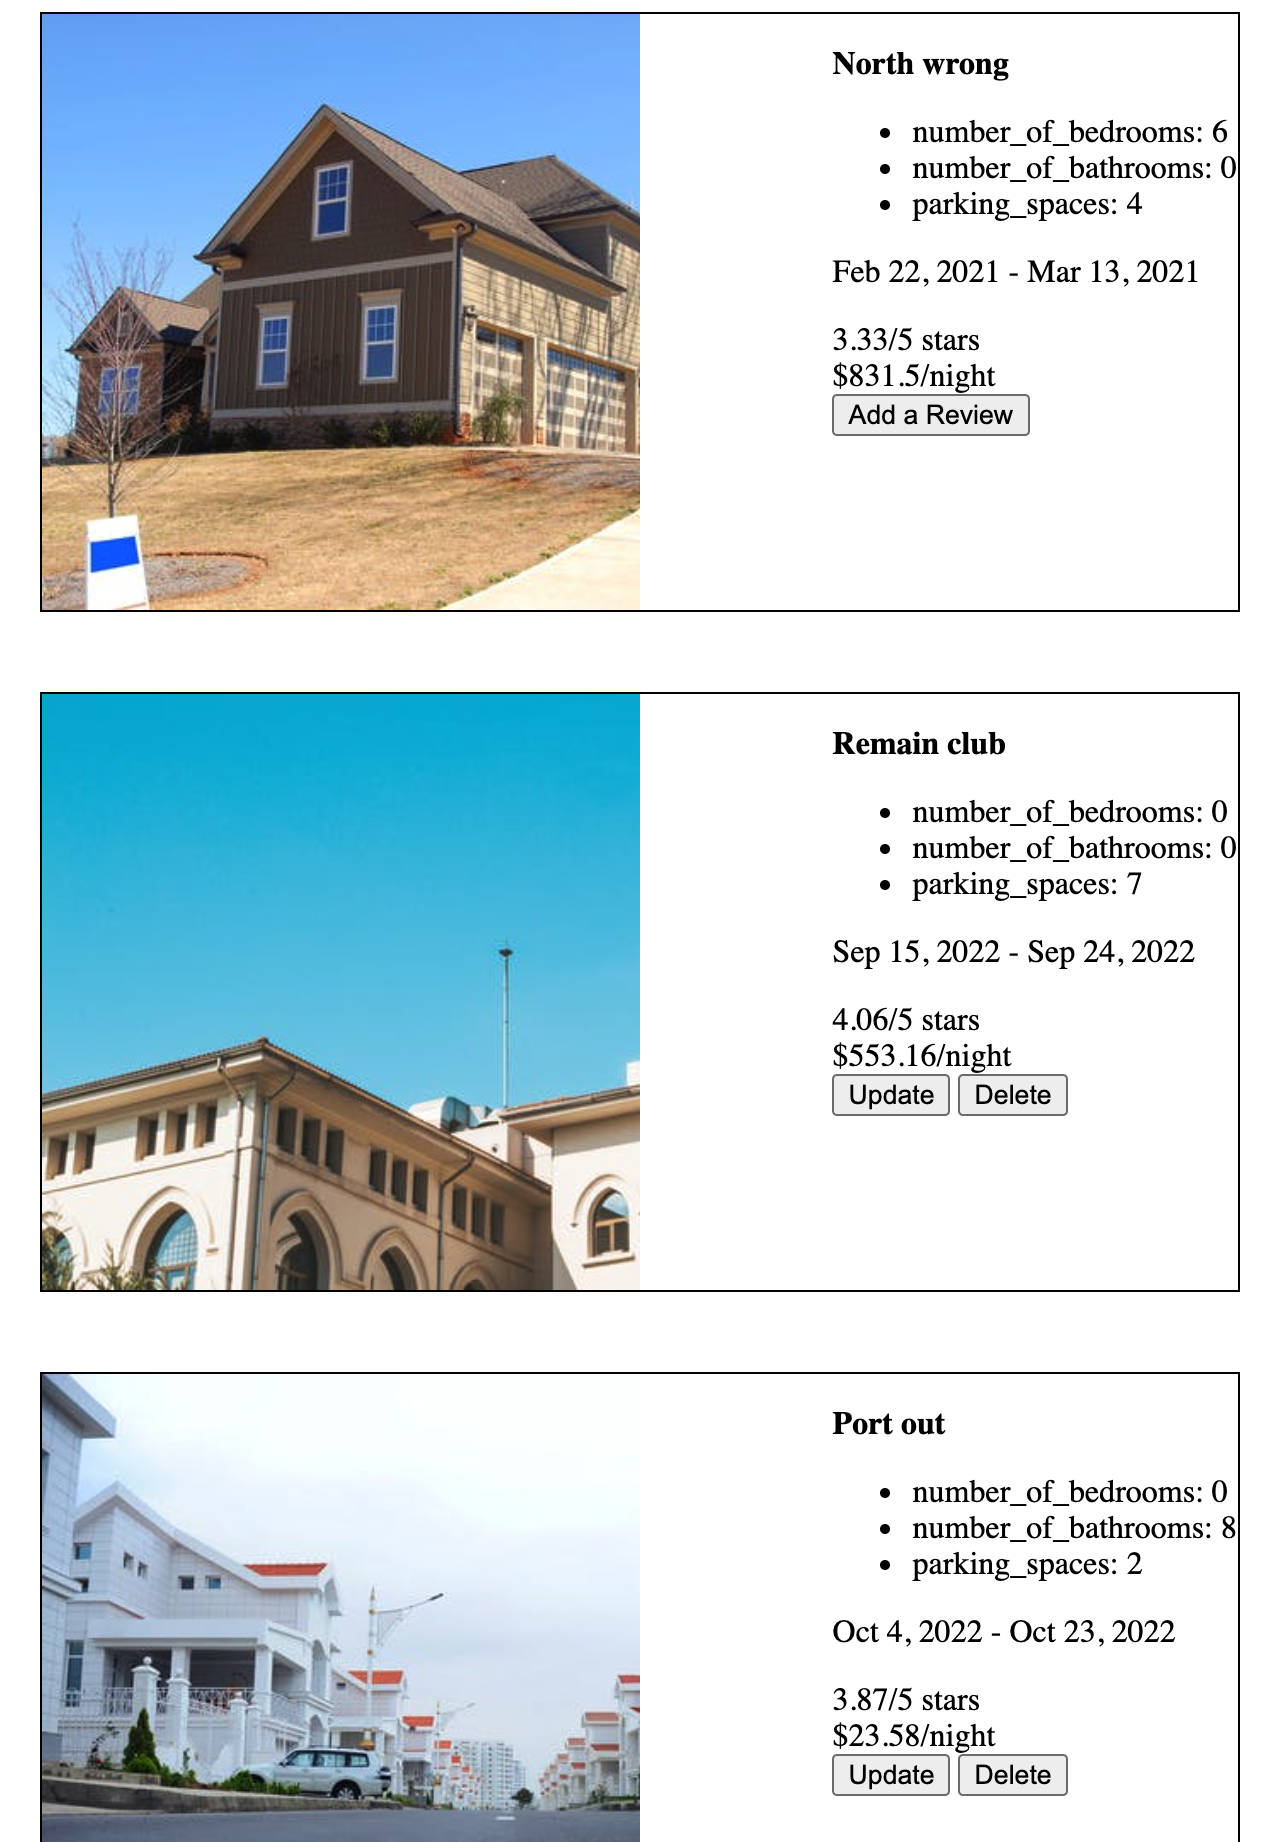 North wrong
number_of_bedrooms: 6
number_of_bathrooms: 0
parking_spaces: 4
Feb 22, 2021 - Mar 13, 2021
3.33/5 stars
$831.5/night
Add a Review
Remain club
number_of_bedrooms: 0
number_of_bathrooms: 0
parking_spaces: 7
Sep 15, 2022 - Sep 24, 2022
4.06/5 stars
$553.16/night
Update Delete
Port out
number_of_bedrooms: 0
number_of_bathrooms: 8
parking_spaces: 2
Oct 4, 2022 - Oct 23, 2022
3.87/5 stars
$23.58/night
Update Delete